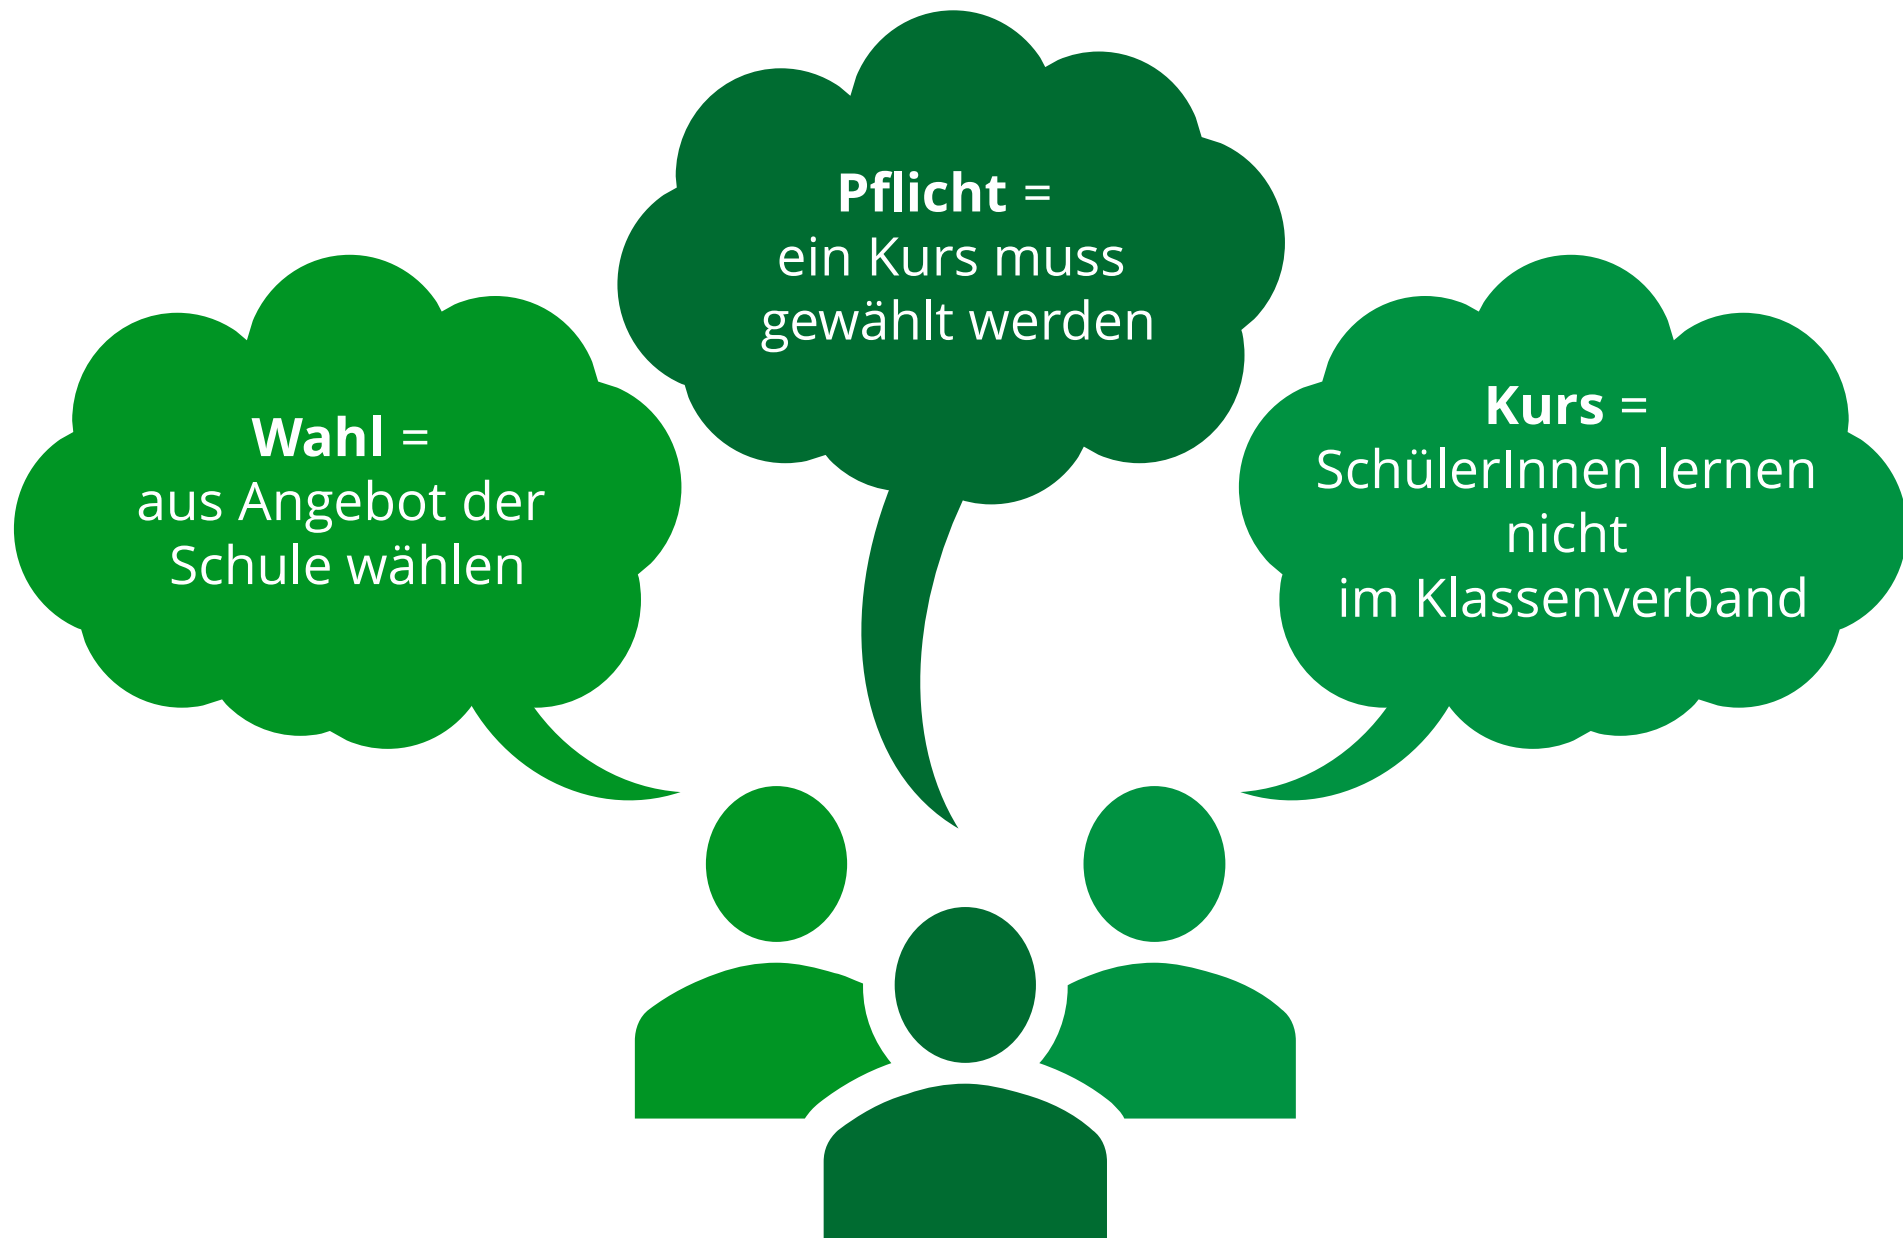 Wahl =
aus Angebot der
Schule wählen
Pflicht =
ein Kurs muss
gewählt werden
Kurs =
SchülerInnen lernen
nicht
im Klassenverband